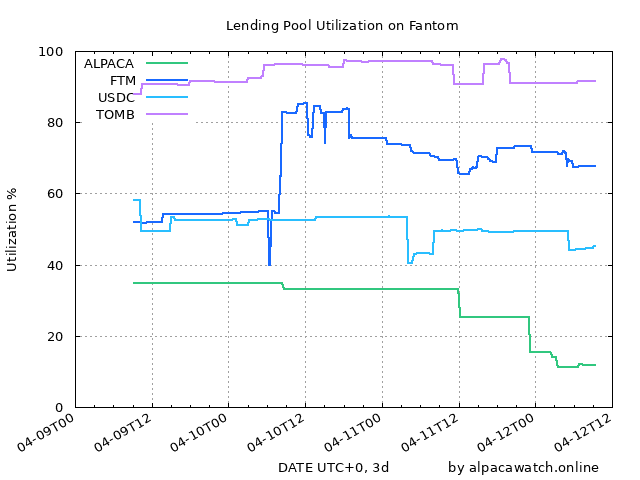 Lending Pool Utilization on Fantom
100
80
60
40
20
0
Utilization %
ALPACA
FTM
USDC
TOMB
04-09T00
04-09T12
04-10T00
04-10T12
04-11T00
04-11T12
04-12T00
04-12T12
DATE UTC+0, 3d
by alpacawatch.online